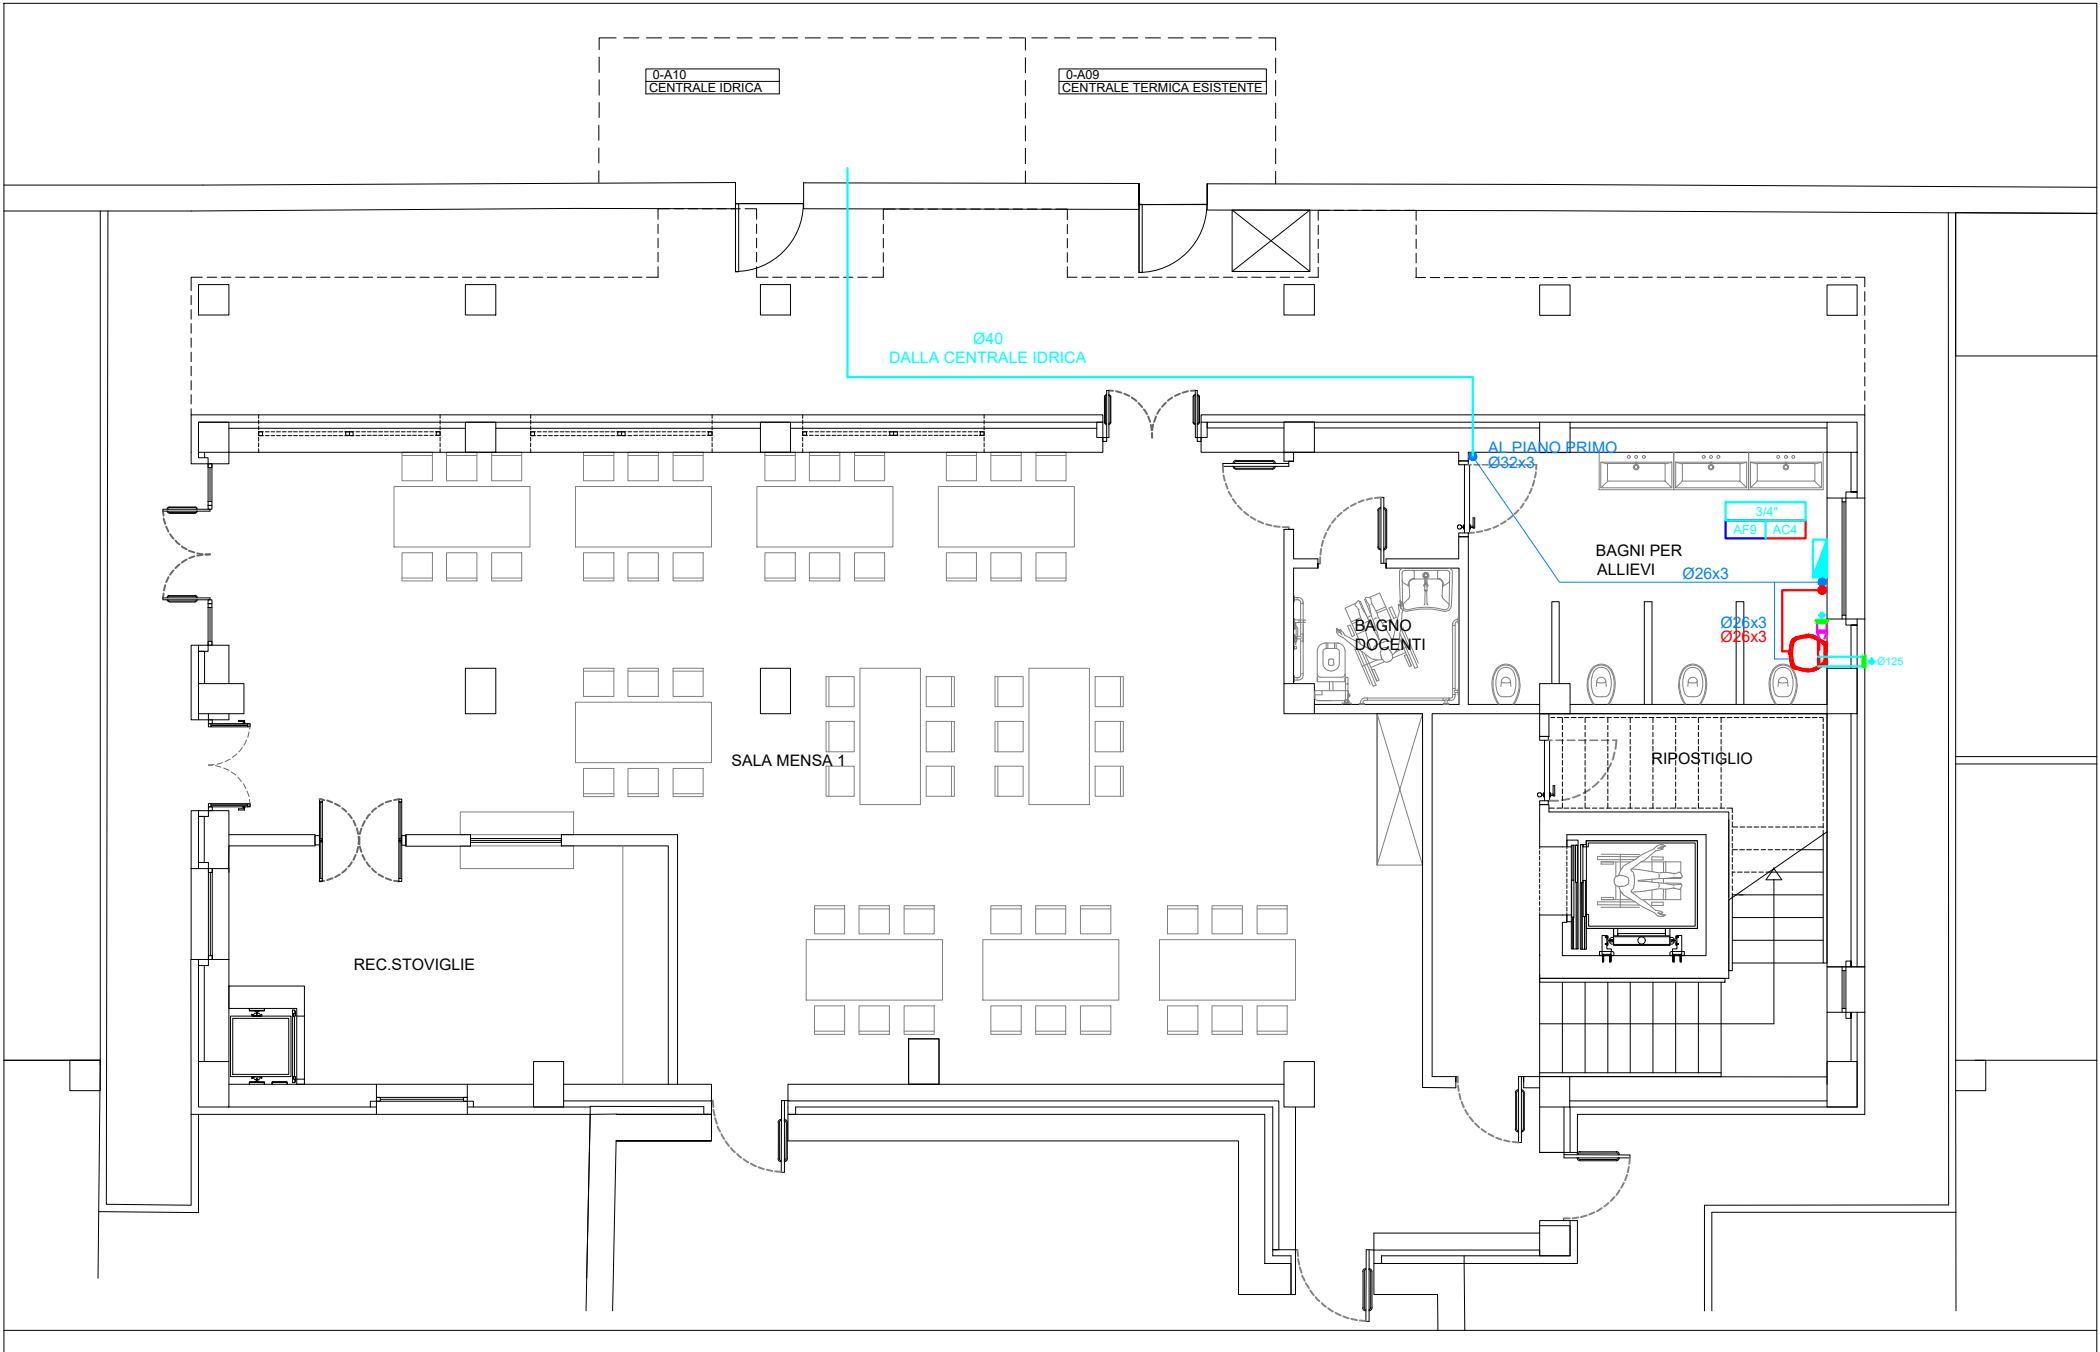 0-A10
CENTRALE IDRICA
0-A09
CENTRALE TERMICA ESISTENTE
Ø40
DALLA CENTRALE IDRICA
AL PIANO PRIMO
Ø32x3
3/4"
AF9 AC4
BAGNI PER
ALLIEVI
Ø26x3
Ø26x3
Ø26x3
Ø125
BAGNO
DOCENTI
SALA MENSA 1
RIPOSTIGLIO
REC.STOVIGLIE